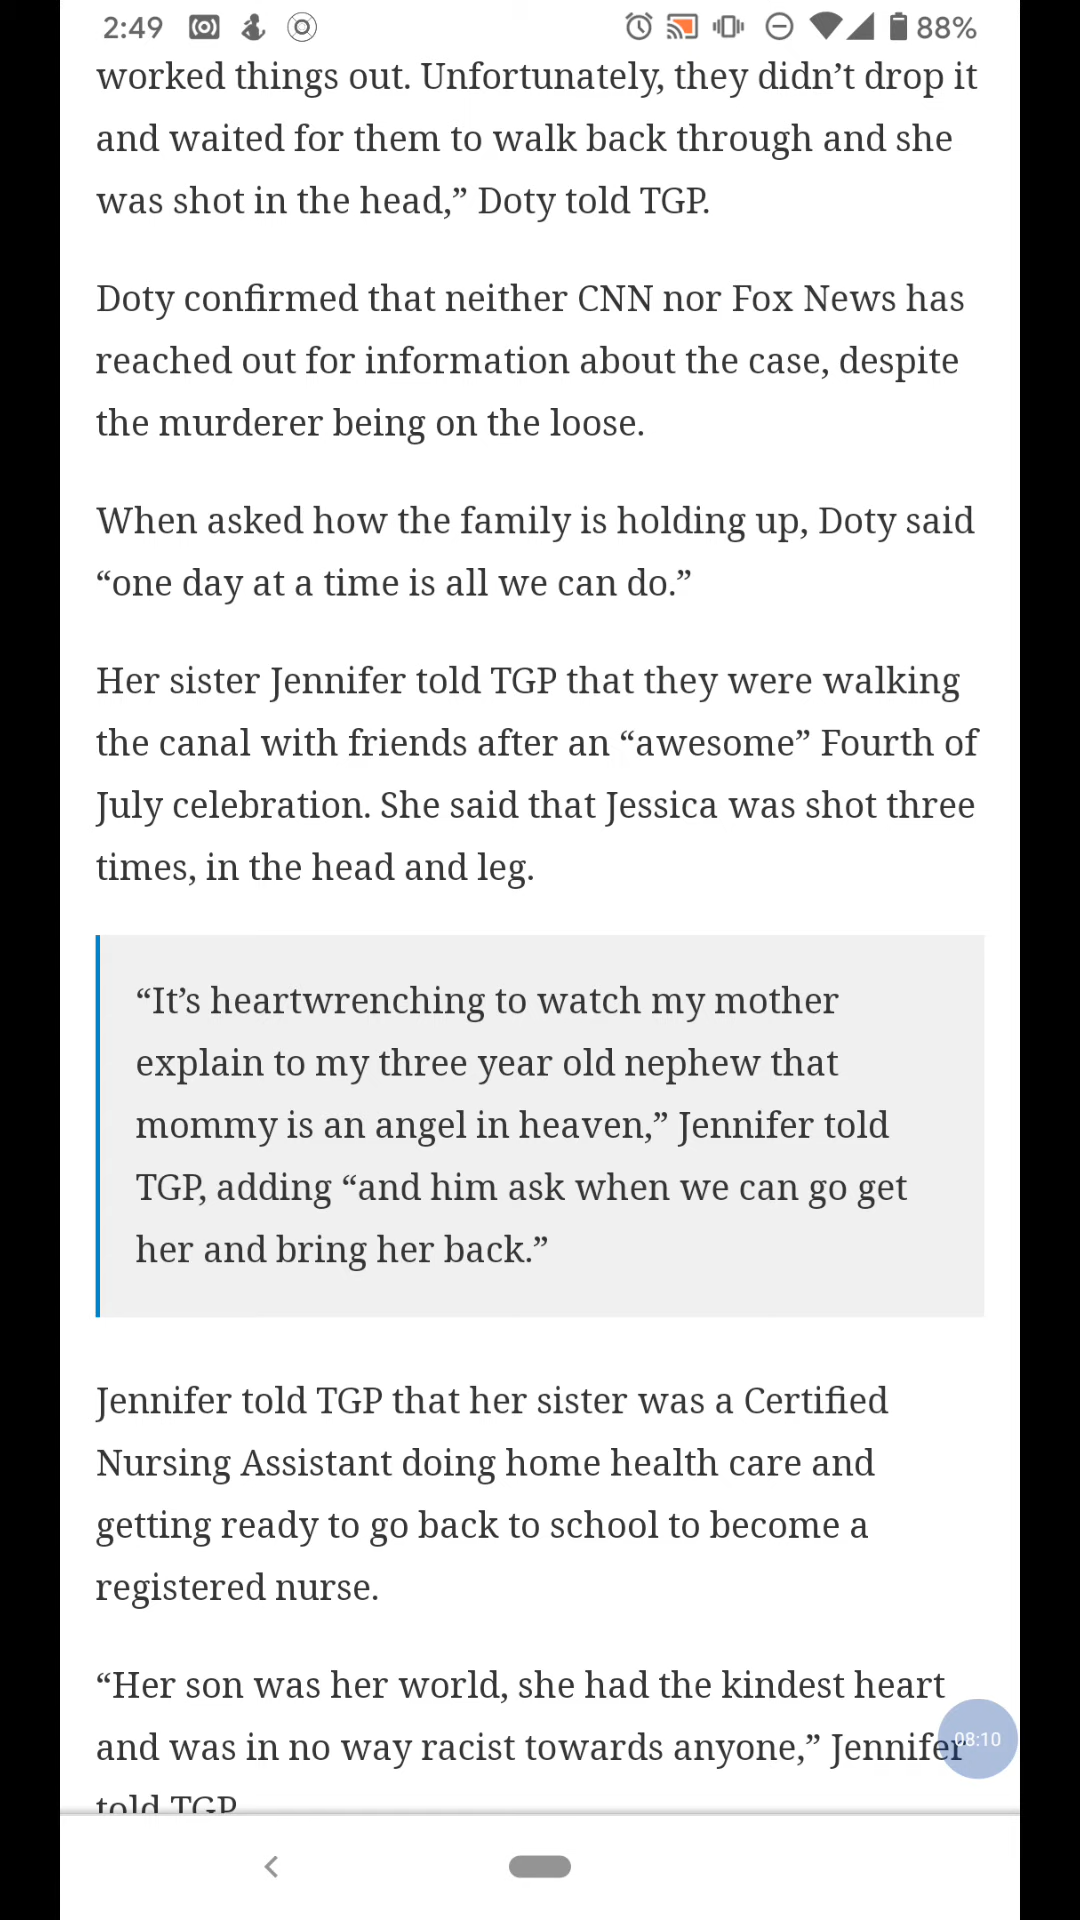 2:49
88%
worked things out. Unfortunately, they didn’t drop it
and waited for them to walk back through and she
was shot in the head,” Doty told TGP.
Doty confirmed that neither CNN nor Fox News has
reached out for information about the case, despite
the murderer being on the loose.
When asked how the family is holding up, Doty said
“one day at a time is all we can do.”
Her sister Jennifer told TGP that they were walking
the canal with friends after an “awesome” Fourth of
July celebration. She said that Jessica was shot three
times, in the head and leg.
“It’s heartwrenching to watch my mother
explain to my three year old nephew that
mommy is an angel in heaven,” Jennifer told
TGP, adding “and him ask when we can go get
her and bring her back.”
Jennifer told TGP that her sister was a Certified
Nursing Assistant doing home health care and
getting ready to go back to school to become a
registered nurse.
“Her son was her world, she had the kindest heart
and was in no way racist towards anyone,” Jennifer
08:10
told TGP